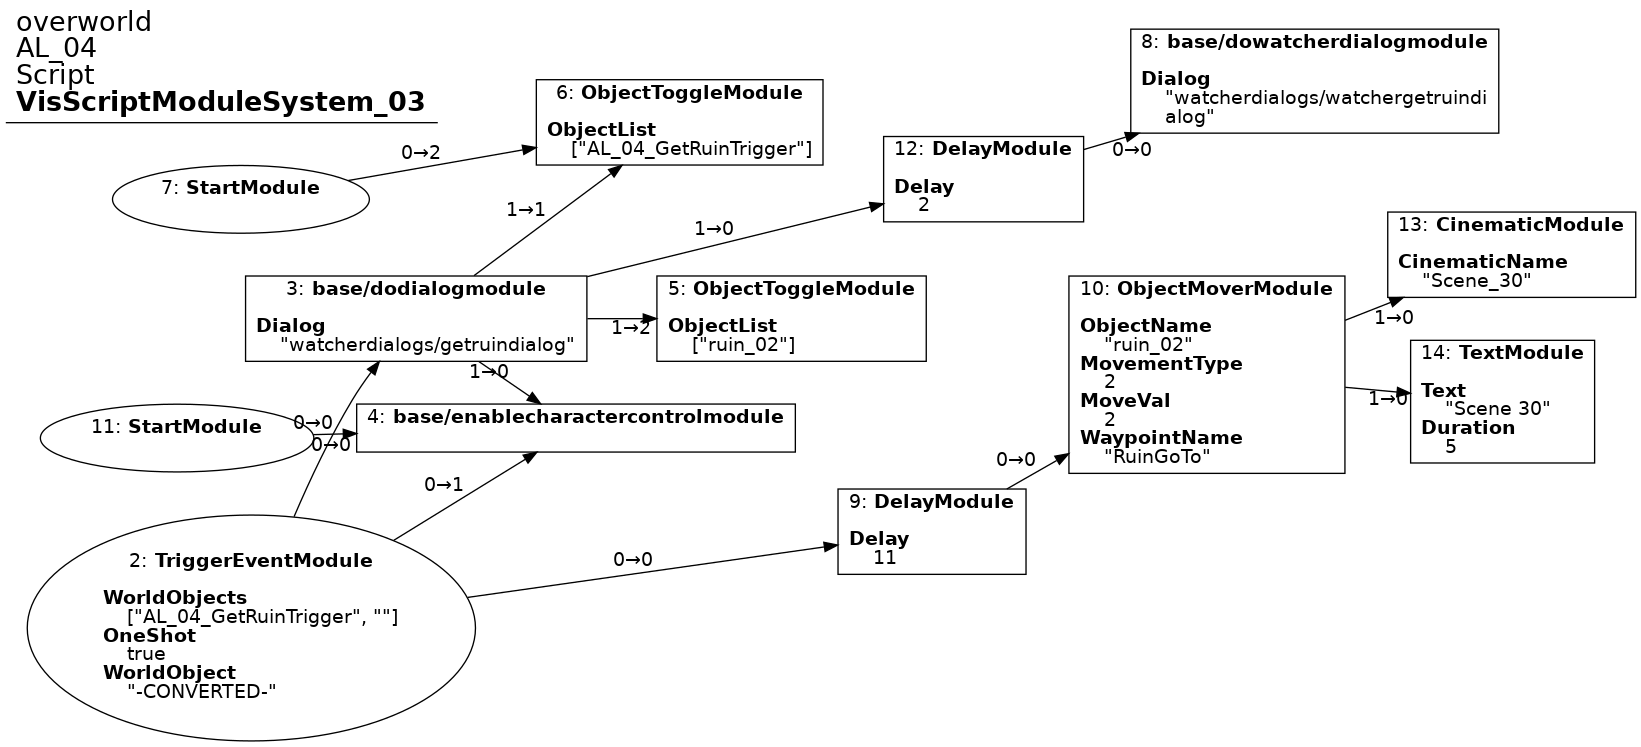 overworld
AL_04
Script
VisScriptModuleSystem_03
8: base/dowatcherdialogmodule
Dialog
"watcherdialogs/watchergetruindi
alog"
6: ObjectToggleModule
ObjectList
["AL_04_GetRuinTrigger"]
0→2
12: DelayModule
Delay
2
0→0
7: StartModule
1→1
1→0
13: CinematicModule
CinematicName
"Scene_30"
3: base/dodialogmodule
Dialog
"watcherdialogs/getruindialog"
1→2
5: ObjectToggleModule
ObjectList
["ruin_02"]
10: ObjectMoverModule
ObjectName
"ruin_02"
MovementType
2
MoveVal
2
WaypointName
"RuinGoTo"
1→0
14: TextModule
Text
"Scene 30"
Duration
5
1→0
1→0
11: StartModule
0→0
0→0
4: base/enablecharactercontrolmodule
0→1
0→0
9: DelayModule
Delay
11
0→0
2: TriggerEventModule
WorldObjects
["AL_04_GetRuinTrigger", ""]
OneShot
true
WorldObject
"-CONVERTED-"